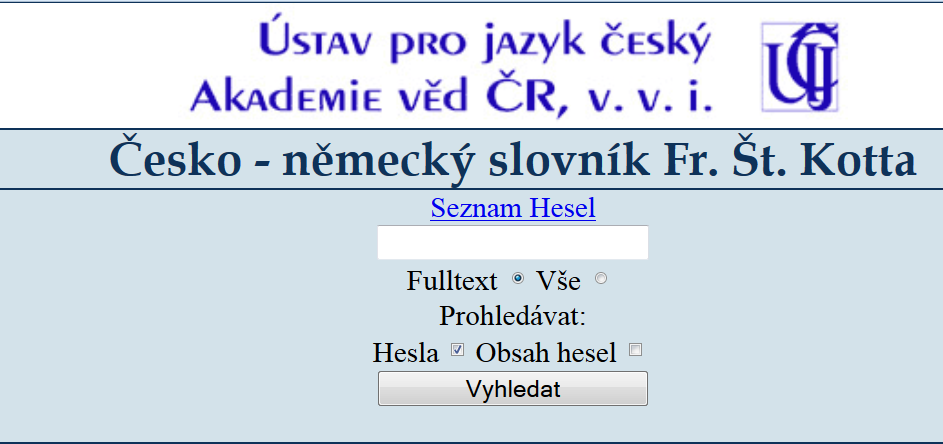 Ústav pro jazyk český
Akademie věd ČR, v. v. i.
ÚČJ
Česko - německý slovník Fr. Št. Kotta
Seznam Hesel
Fulltext Vše
Prohledávat:
Hesla Obsah hesel
Vyhledat